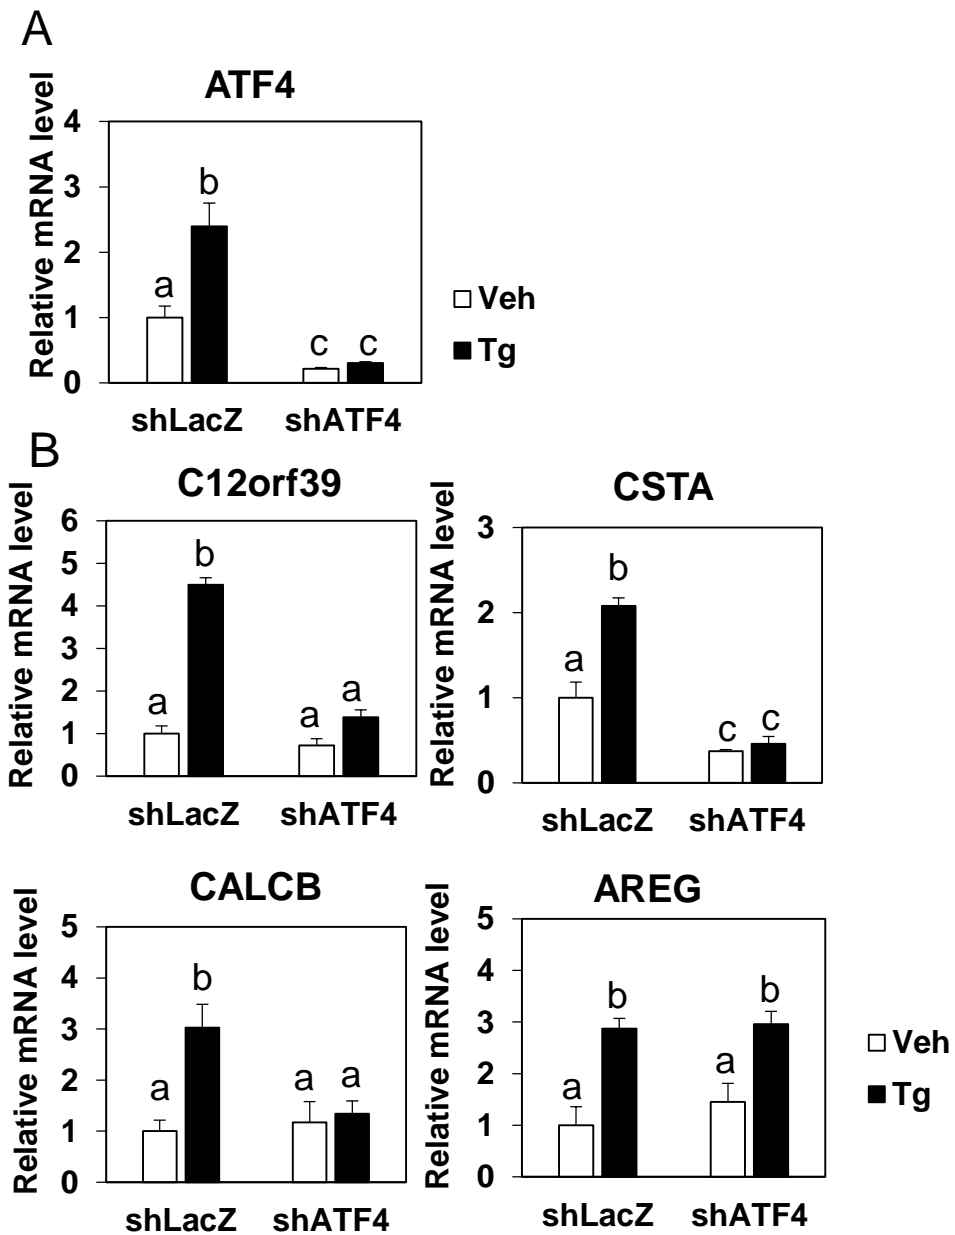 A
ATF4
Relative mRNA level
4
3
2
1
0
a
b
c
c
shLacZ
shATF4
Veh
Tg
B
C12orf39
Relative mRNA level
6
5
4
3
2
1
0
a
b
a
a
shLacZ
shATF4
CSTA
Relative mRNA level
3
2
1
0
a
b
c
c
shLacZ
shATF4
CALCB
Relative mRNA level
5
4
3
2
1
0
a
b
a
a
shLacZ
shATF4
AREG
Relative mRNA level
5
4
3
2
1
0
a
b
a
b
shLacZ
shATF4
Veh
Tg